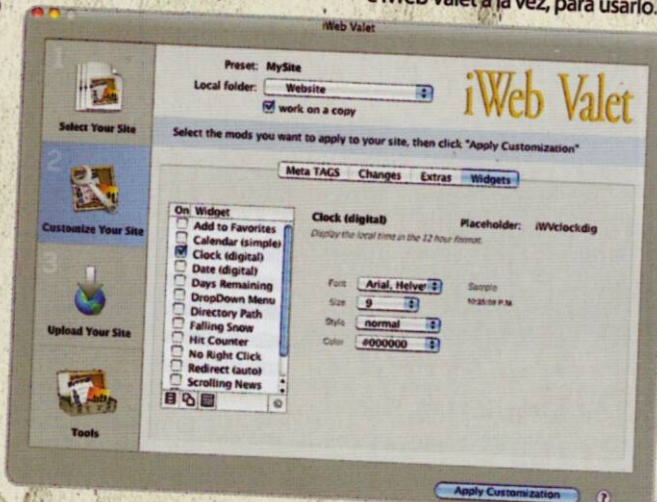 e iWeb Valet a la vez, para usarlo.
iWeb Valet
1
Select Your Site
2
Customize Your Site
3
Upload Your Site
Tools
Preset: MySite
Local folder: Website
work on a copy
iWeb Valet
Select the mods you want to apply to your site, then click "Apply Customization"
Meta TAGS Changes Extras Widgets
On Widget
Add to Favorites
Calendar (simple)
Clock (digital)
Date (digital)
Days Remaining
DropDown Menu
Directory Path
Falling Snow
Hit Counter
No Right Click
Redirect (auto)
Scrolling News
Clock (digital) Placeholder: iWVclockdig
Display the local time in the 12 hour format.
Font Arial, Helve Sample
Size 9
Style normal
Color #000000
Apply Customization ?